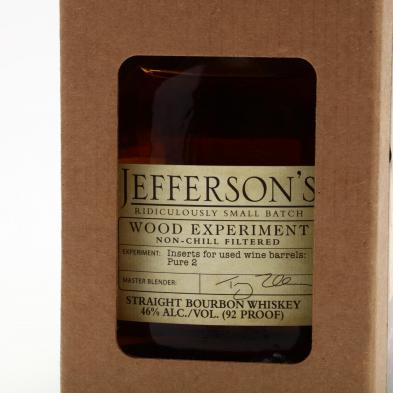 JEFFERSON'S
RIDICULOUSLY SMALL BATCH
WOOD EXPERIMENT
NON-CHILL FILTERED
EXPERIMENT: Inserts for used wine barrels:
Pure 2
MASTER BLENDER:
STRAIGHT BOURBON WHISKEY
46% ALC./VOL. (92 PROOF)